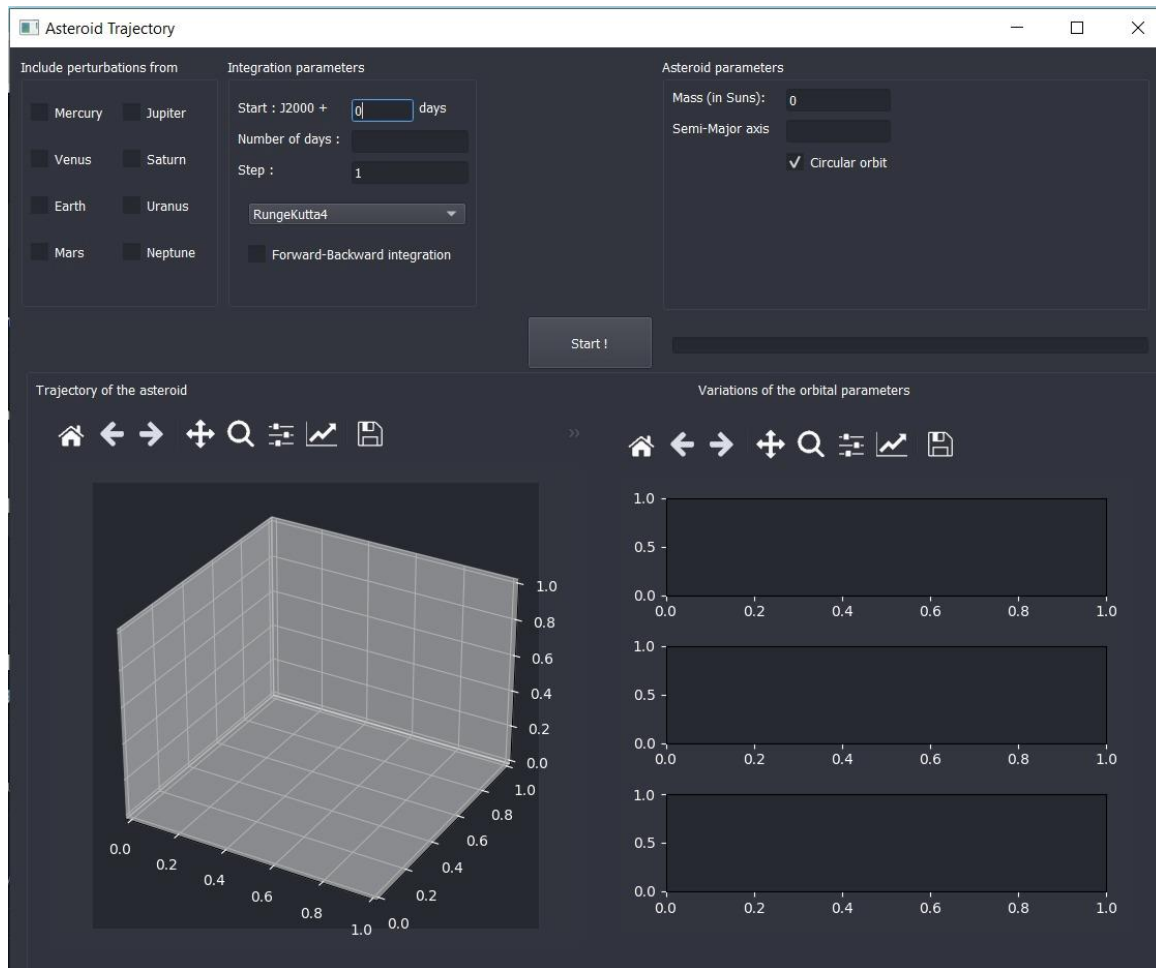 Asteroid Trajectory
Include perturbations from
Mercury Jupiter
Venus Saturn
Earth Uranus
Mars Neptune
Integration parameters
Start : J2000 + 0 days
Number of days :
Step : 1
RungeKutta4
Forward-Backward integration
Asteroid parameters
Mass (in Suns): 0
Semi-Major axis
Circular orbit
Start !
Trajectory of the asteroid
»
1.0
0.8
0.6
0.4
0.2
0.0
1.0
0.8
0.6
0.4
0.2
0.0
0.0
0.2
0.4
0.6
0.8
1.0
Variations of the orbital parameters
1.0
0.5
0.0
0.0 0.2 0.4 0.6 0.8 1.0
1.0
0.5
0.0
0.0 0.2 0.4 0.6 0.8 1.0
1.0
0.5
0.0
0.0 0.2 0.4 0.6 0.8 1.0